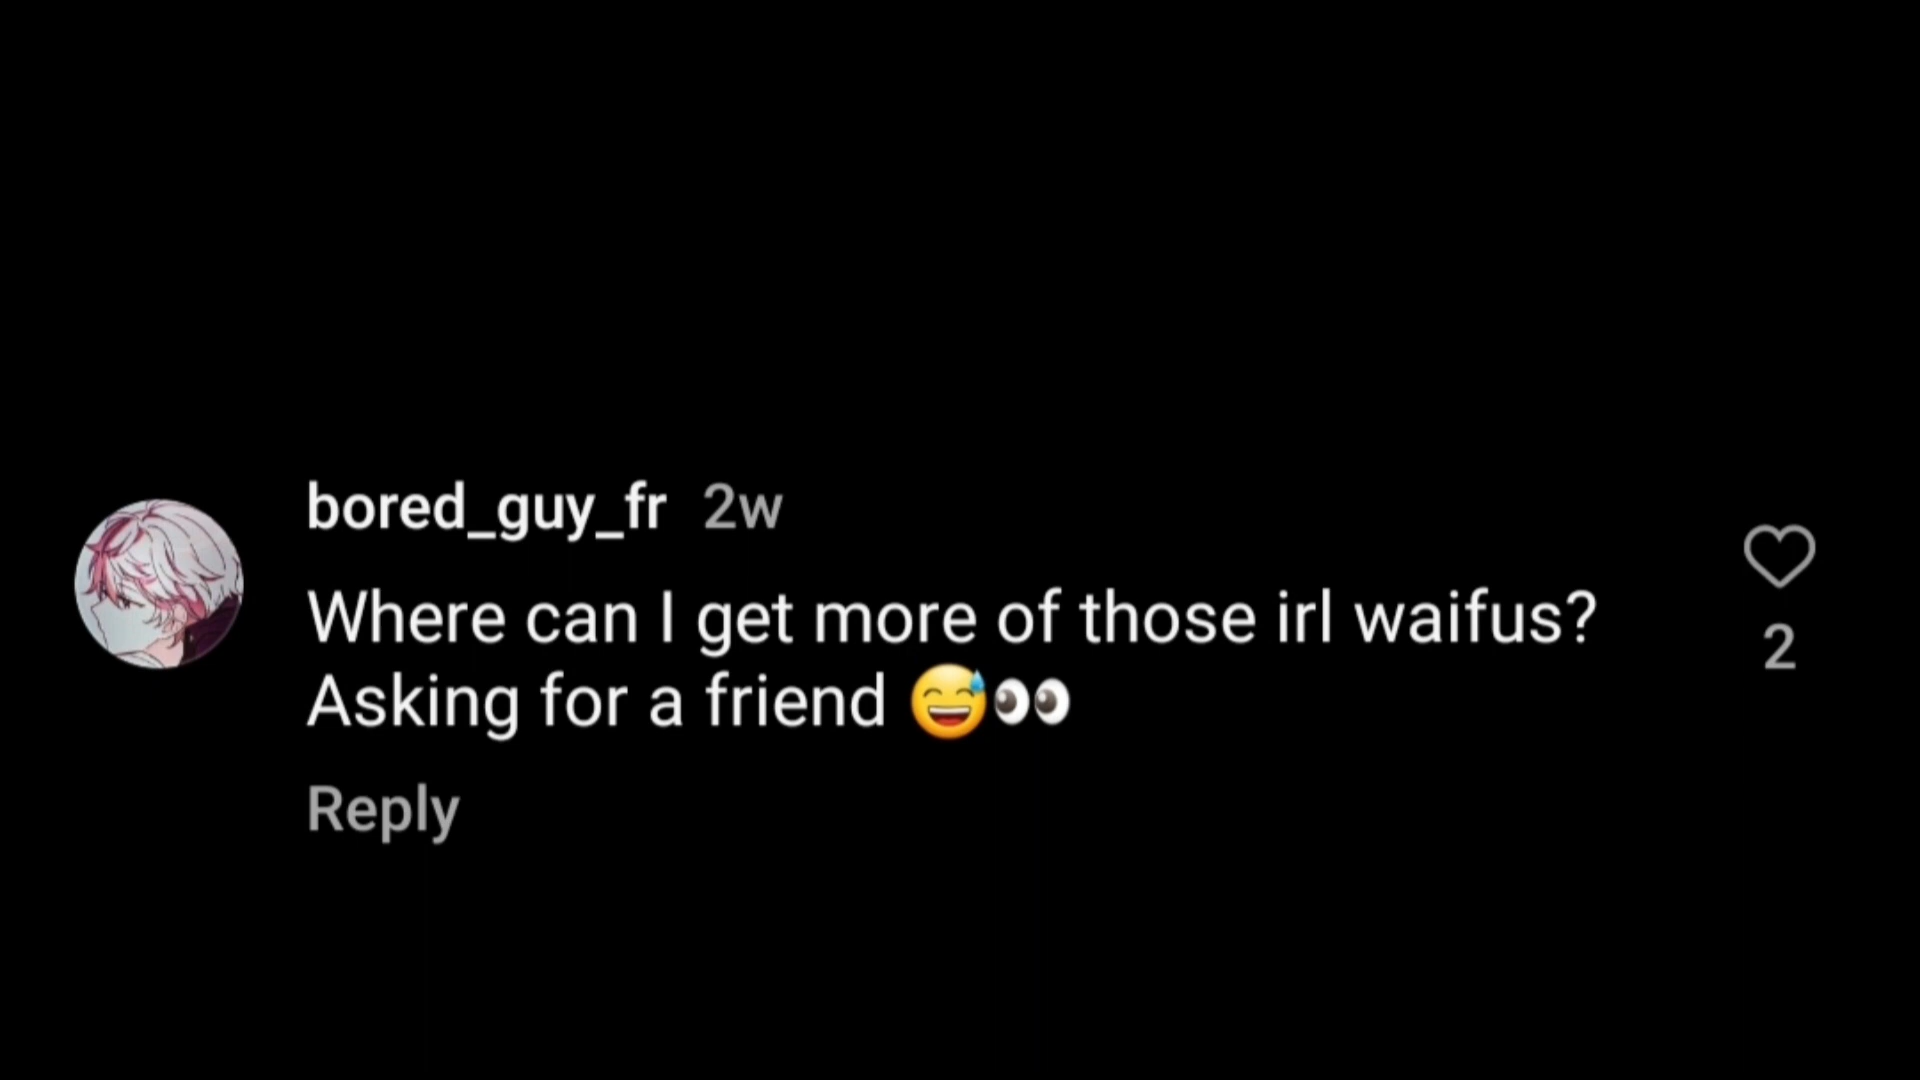 bored_guy_fr 2w
Where can I get more of those irl waifus?
Asking for a friend 😅👀
2
Reply